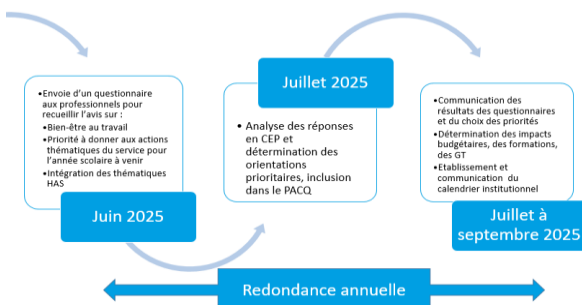 •Envoie d'un questionnaire
aux professionnels pour
recueillir l'avis sur :
•Bien-être au travail
•Priorité à donner aux actions
thématiques du service pour
l'année scolaire à venir
•Intégration des thématiques
HAS
Juin 2025
Juillet 2025
• Analyse des réponses
en CEP et
détermination des
orientations
prioritaires, inclusion
dans le PACQ
•Communication des
résultats des questionnaires
et du choix des priorités
•Détermination des impacts
budgétaires, des formations,
des GT
•Etablissement et
communication du
calendrier institutionnel
Juillet à
septembre 2025
Redondance annuelle